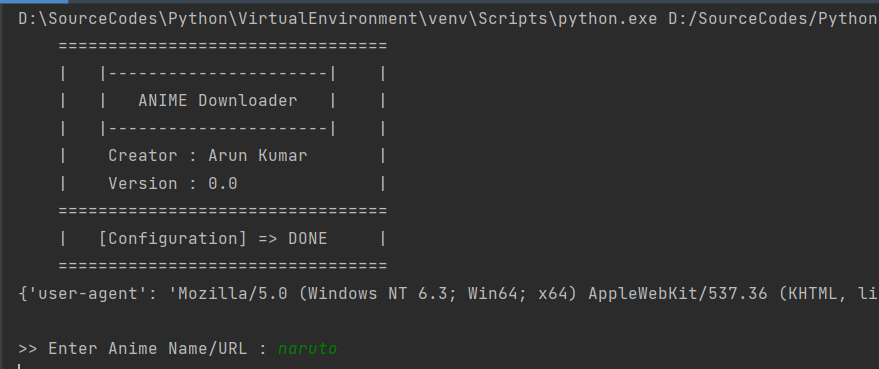 D:\SourceCodes\Python\VirtualEnvironment\venv\Scripts\python.exe D:/SourceCodes/Python
=================================
|   |----------------------|    |
|   |   ANIME Downloader   |    |
|   |----------------------|    |
|    Creator : Arun Kumar       |
|    Version : 0.0              |
=================================
|   [Configuration] => DONE     |
=================================
{'user-agent': 'Mozilla/5.0 (Windows NT 6.3; Win64; x64) AppleWebKit/537.36 (KHTML, li
>> Enter Anime Name/URL : naruto